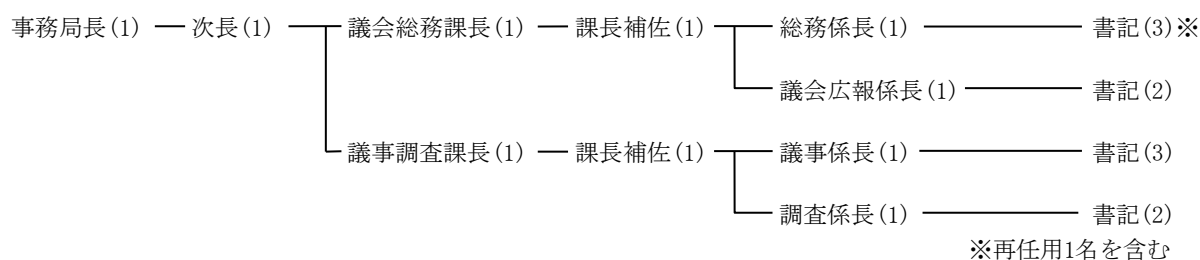 事務局長(1) 次長(1) 議会総務課長(1) 課長補佐(1) 総務係長(1) 書記(3)※
議会広報係長(1) 書記(2)
議事調査課長(1) 課長補佐(1) 議事係長(1) 書記(3)
調査係長(1) 書記(2)
※再任用1名を含む